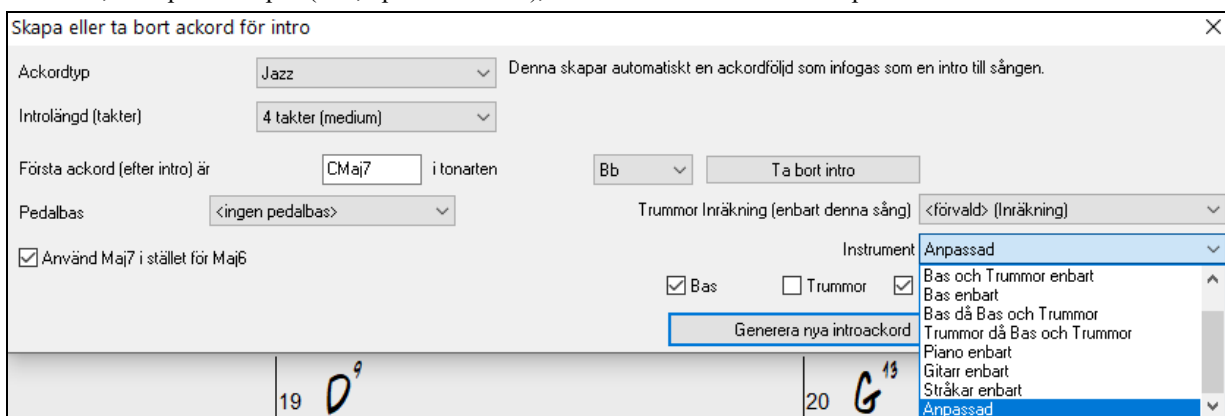 Skapa eller ta bort ackord för intro
Ackordtyp Jazz Denna skapar automatiskt en ackordföljd som infogas som en intro till sången.
Introlängd (takter) 4 takter (medium)
Första ackord (efter intro) är CMaj7 i tonarten Bb Ta bort intro
Pedalbas <ingen pedalbas> Trummor Inräkning (enbart denna sång) <förvald> (Inräkning)
Använd Maj7 i stället för Maj6 Instrument Anpassad
Bas Trummor
Generera nya introackord
Bas och Trummor enbart
Bas enbart
Bas då Bas och Trummor
Trummor då Bas och Trummor
Piano enbart
Gitarr enbart
Stråkar enbart
Anpassad
19 D9 20 G13